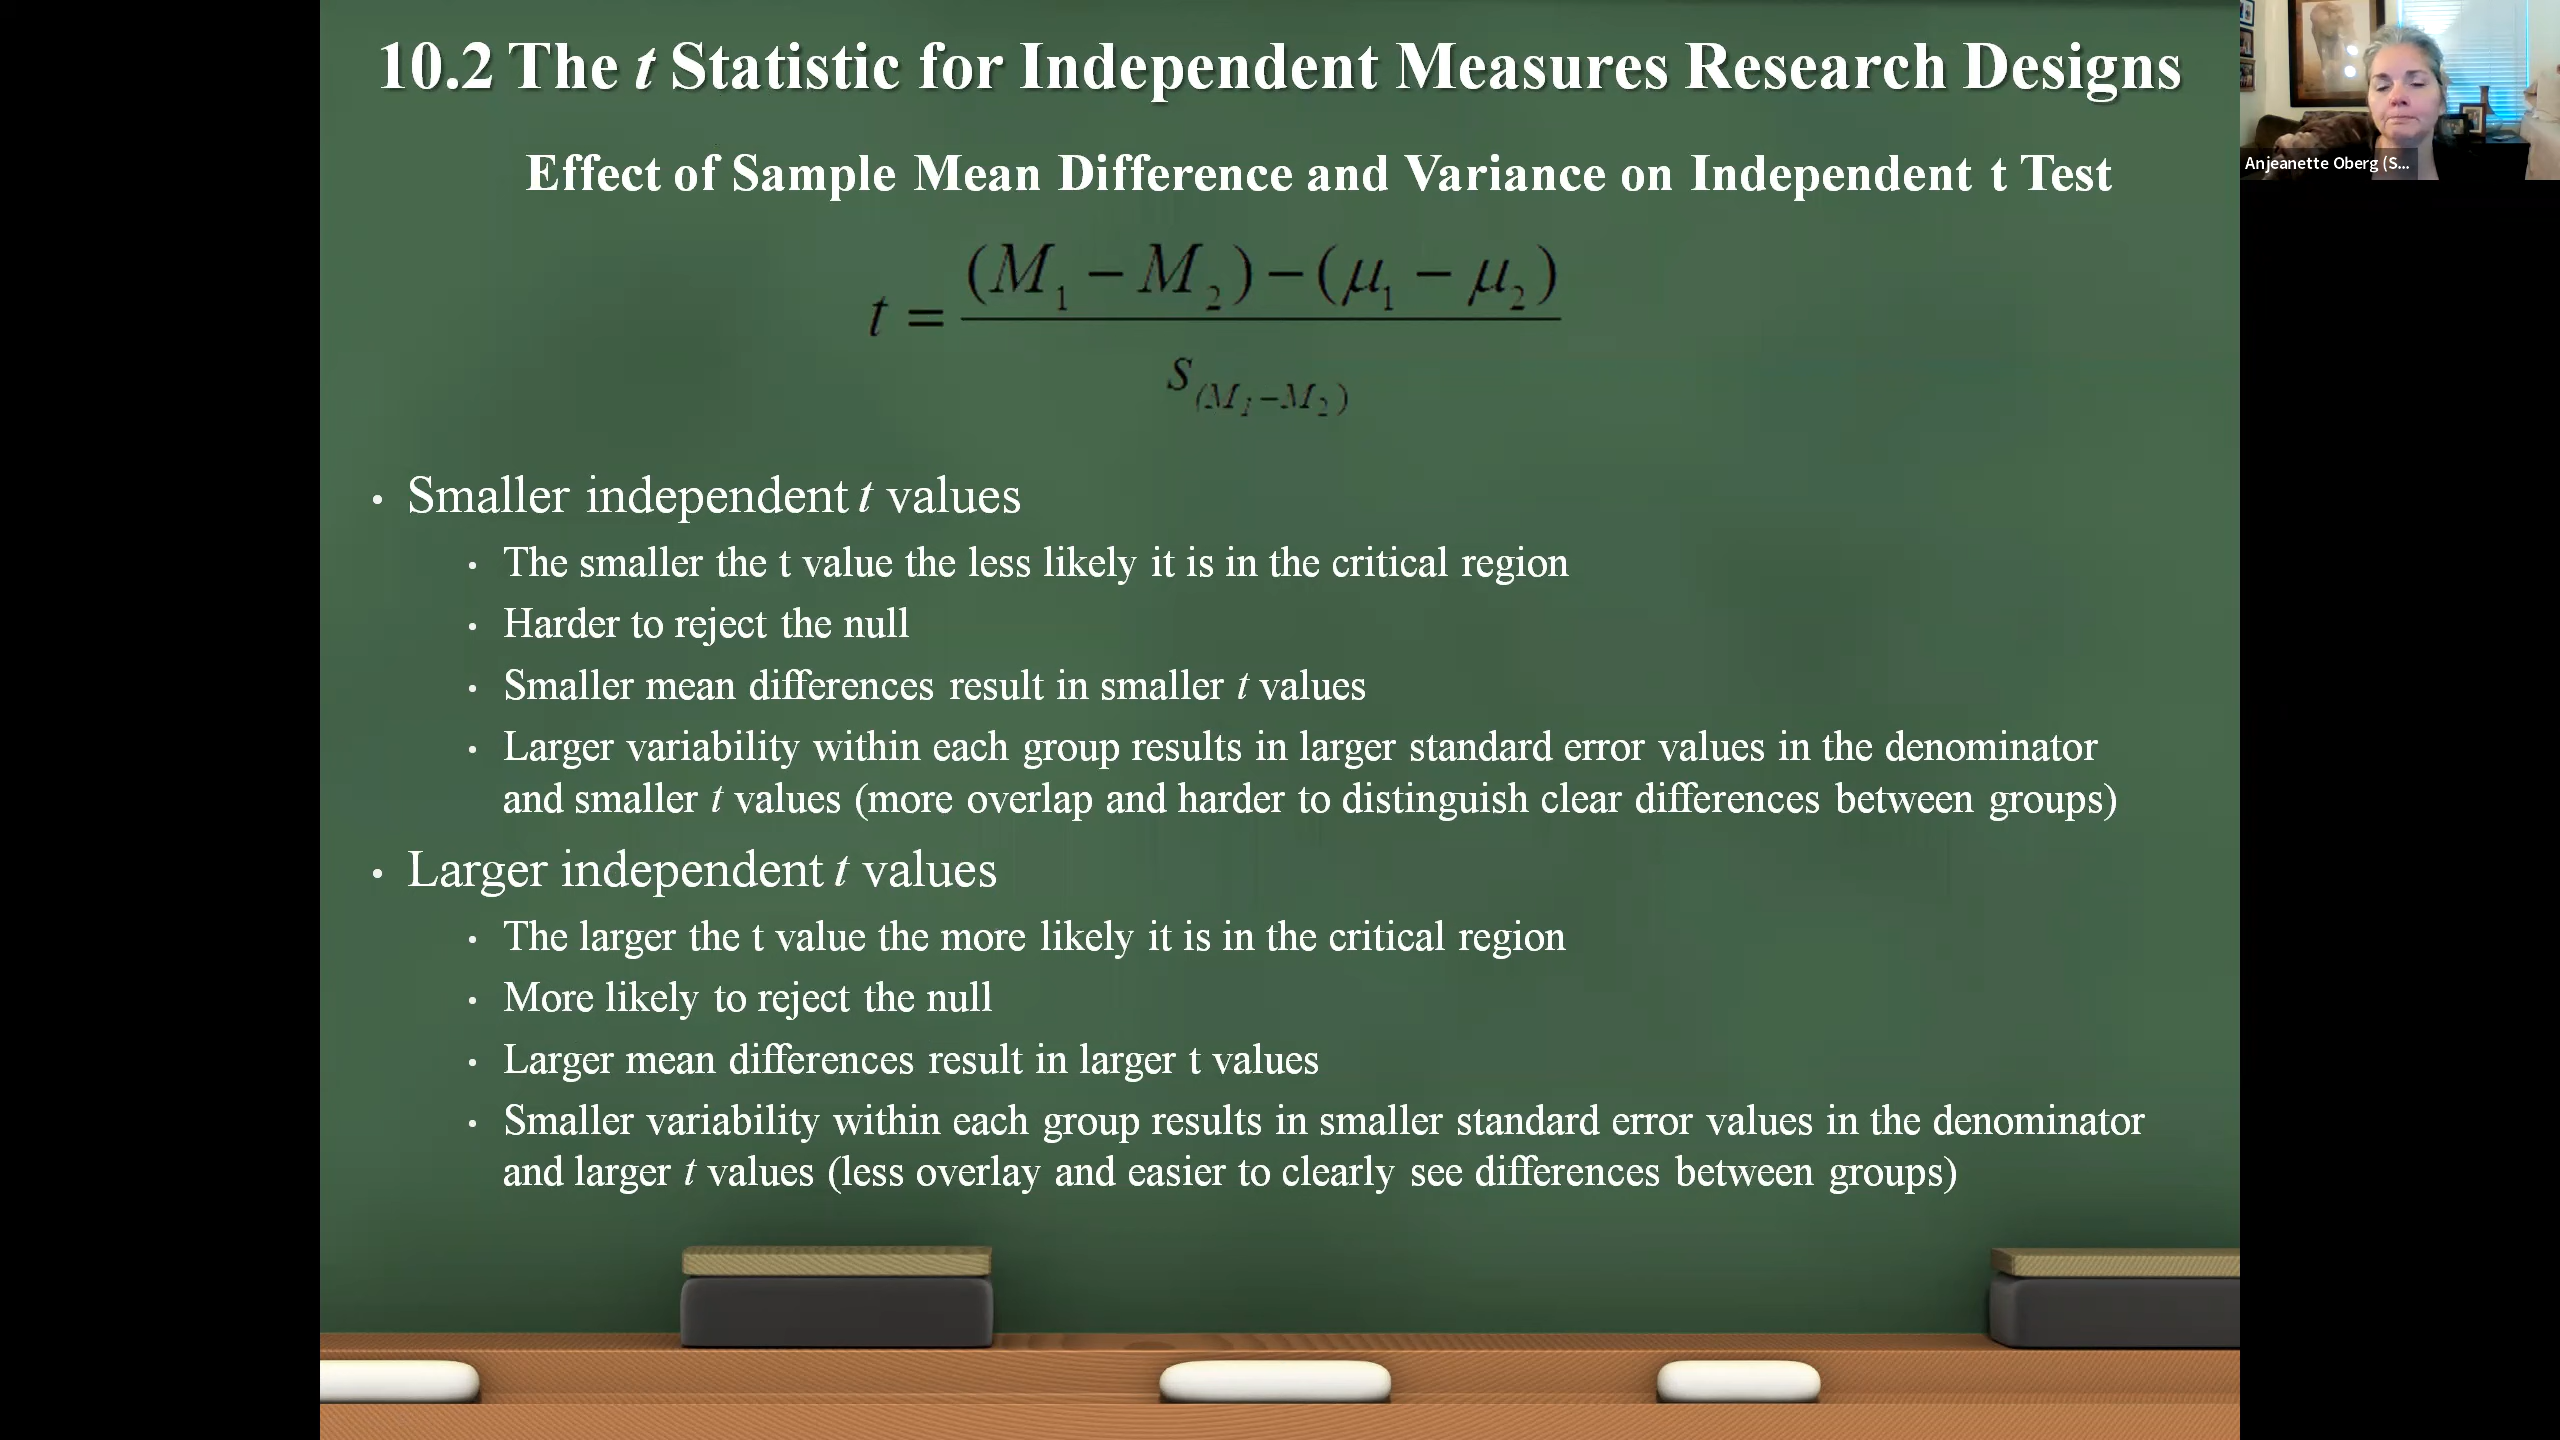 10.2 The t Statistic for Independent Measures Research Designs
Anjeanette Oberg (S...
Effect of Sample Mean Difference and Variance on Independent t Test
t = (M₁ − M₂) − (μ₁ − μ₂) / s₍M₁−M₂₎
• Smaller independent t values
• The smaller the t value the less likely it is in the critical region
• Harder to reject the null
• Smaller mean differences result in smaller t values
• Larger variability within each group results in larger standard error values in the denominator
and smaller t values (more overlap and harder to distinguish clear differences between groups)
• Larger independent t values
• The larger the t value the more likely it is in the critical region
• More likely to reject the null
• Larger mean differences result in larger t values
• Smaller variability within each group results in smaller standard error values in the denominator
and larger t values (less overlay and easier to clearly see differences between groups)